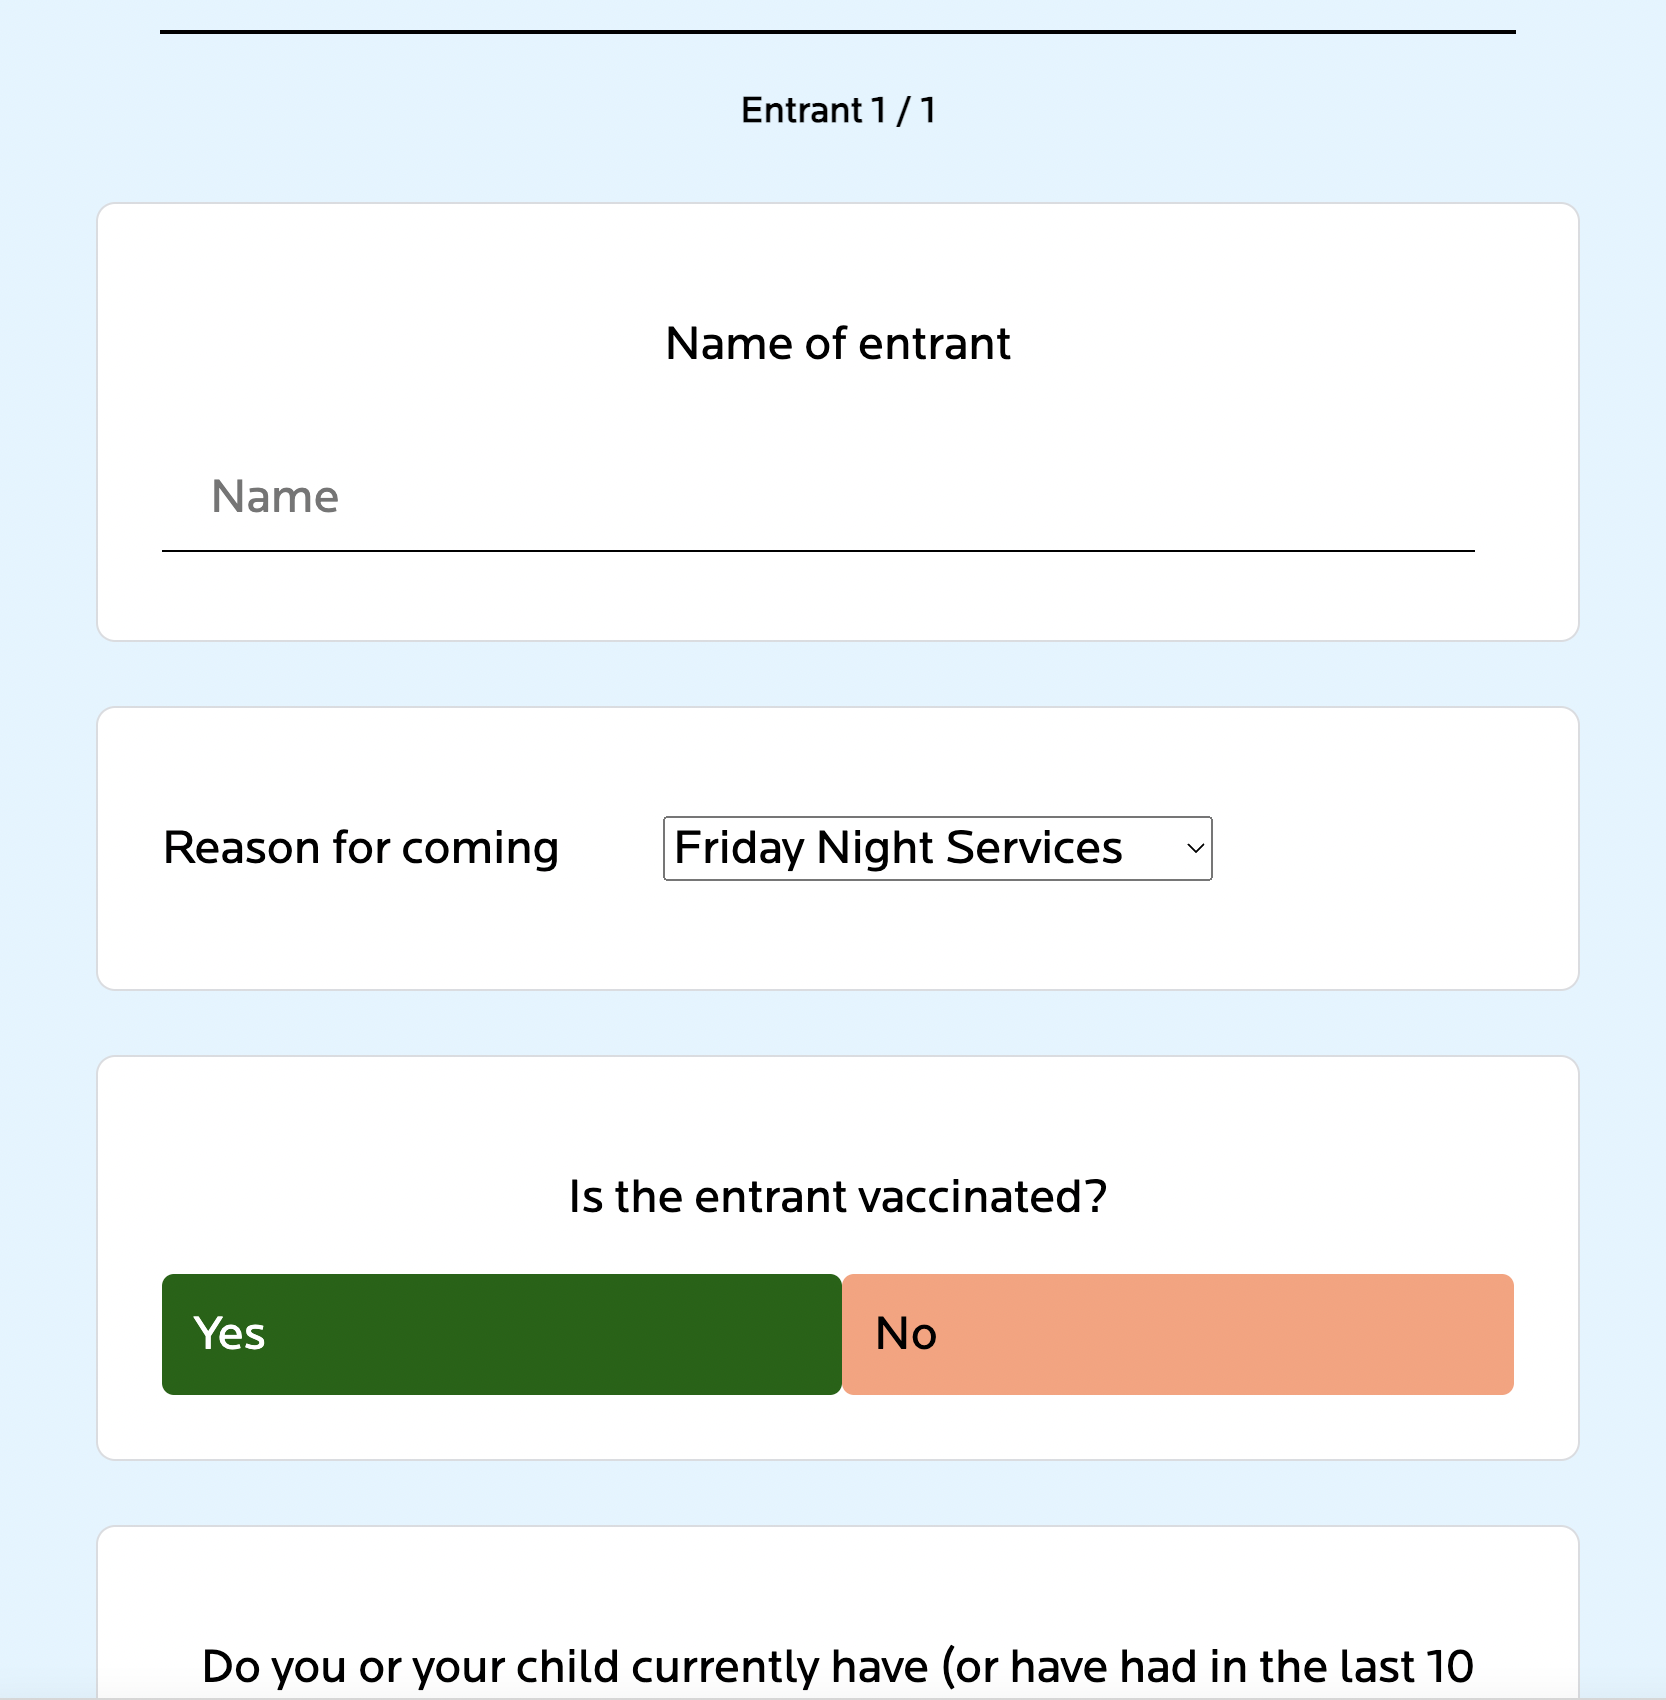 Entrant 1 / 1
Name of entrant
Name
Reason for coming
Friday Night Services
Is the entrant vaccinated?
Yes
No
Do you or your child currently have (or have had in the last 10